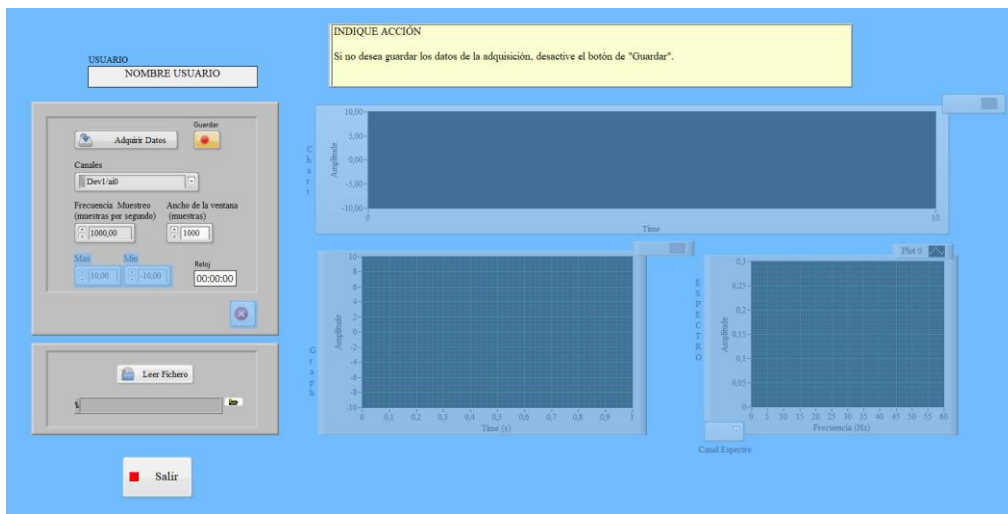 INDIQUE ACCIÓN
Si no desea guardar los datos de la adquisición, desactive el botón de "Guardar".
USUARIO
NOMBRE USUARIO
Guardar
Adquirir Datos
Canales
Dev1/ai0
Frecuencia Muestreo Ancho de la ventana
(muestras por segundo) (muestras)
1000,00 1000
Max Min
10,00 -10,00
Reloj
00:00:00
Leer Fichero
Salir
Chart
Amplitude
10,00
5,00
0,00
-5,00
-10,00
0 10
Time
Graph
Amplitude
10
8
6
4
2
0
-2
-4
-6
-8
-10
0 0,1 0,2 0,3 0,4 0,5 0,6 0,7 0,8 0,9 1
Time (s)
Plot 0
ESPECTRO
Amplitude
0,3
0,25
0,2
0,15
0,1
0,05
0
0 5 10 15 20 25 30 35 40 45 50 55 60
Frecuencia (Hz)
Canal Espectro